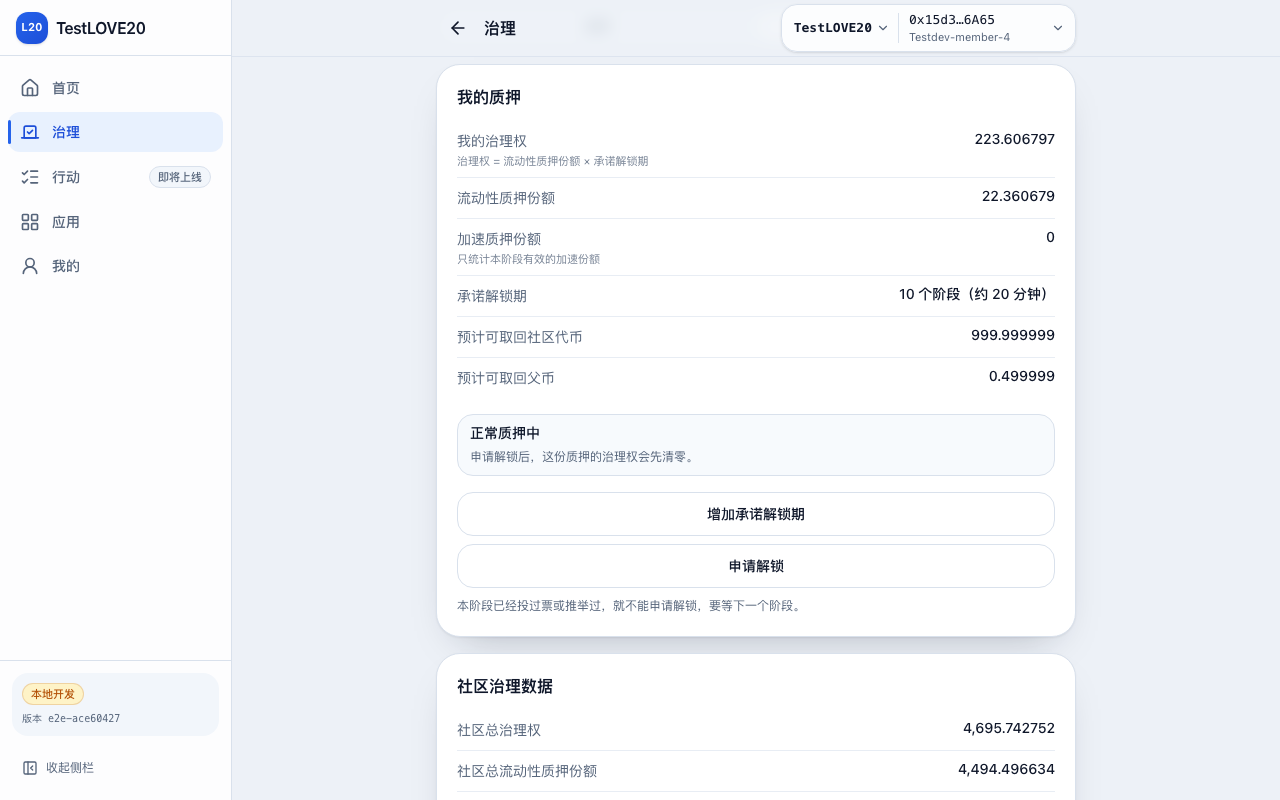 L20 TestLOVE20
首页
治理
行动 即将上线
应用
我的
本地开发
版本 e2e-ace60427
收起侧栏
治理
TestLOVE20
0x15d3…6A65
Testdev-member-4
我的质押
我的治理权 223.606797
治理权 = 流动性质押份额 × 承诺解锁期
流动性质押份额 22.360679
加速质押份额 0
只统计本阶段有效的加速份额
承诺解锁期 10 个阶段（约 20 分钟）
预计可取回社区代币 999.999999
预计可取回父币 0.499999
正常质押中
申请解锁后，这份质押的治理权会先清零。
增加承诺解锁期
申请解锁
本阶段已经投过票或推举过，就不能申请解锁，要等下一个阶段。
社区治理数据
社区总治理权 4,695.742752
社区总流动性质押份额 4,494.496634